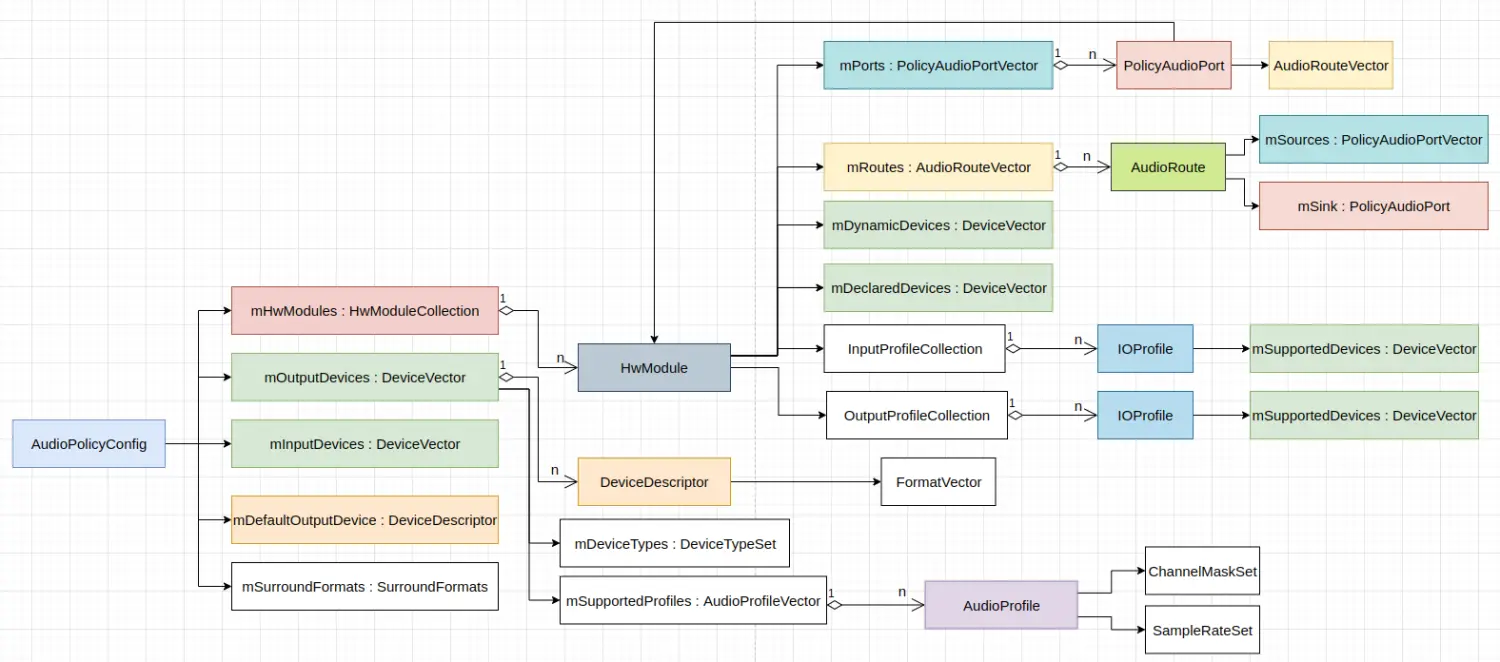 mPorts : PolicyAudioPortVector
1
n
PolicyAudioPort
AudioRouteVector
mRoutes : AudioRouteVector
1
n
AudioRoute
mSources : PolicyAudioPortVector
mSink : PolicyAudioPort
mDynamicDevices : DeviceVector
mDeclaredDevices : DeviceVector
mHwModules : HwModuleCollection
1
n
HwModule
InputProfileCollection
1
n
IOProfile
mSupportedDevices : DeviceVector
mOutputDevices : DeviceVector
1
OutputProfileCollection
1
n
IOProfile
mSupportedDevices : DeviceVector
AudioPolicyConfig
mInputDevices : DeviceVector
n
DeviceDescriptor
FormatVector
mDefaultOutputDevice : DeviceDescriptor
mDeviceTypes : DeviceTypeSet
mSurroundFormats : SurroundFormats
mSupportedProfiles : AudioProfileVector
1
n
AudioProfile
ChannelMaskSet
SampleRateSet